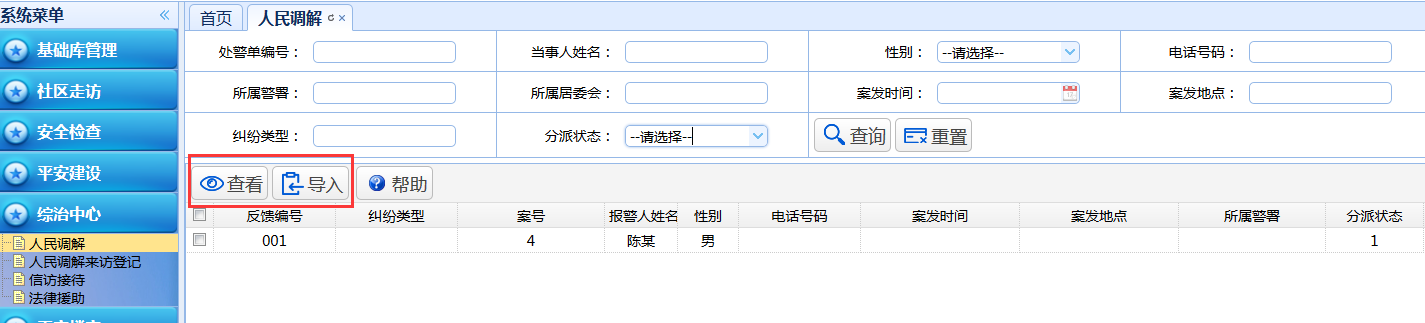 系统菜单
基础库管理
社区走访
安全检查
平安建设
综治中心
人民调解
人民调解来访登记
信访接待
法律援助
首页 人民调解
处警单编号： 当事人姓名： 性别： --请选择-- 电话号码：
所属警署： 所属居委会： 案发时间： 案发地点：
纠纷类型： 分派状态： --请选择-- 查询 重置
查看 导入 帮助
反馈编号 纠纷类型 案号 报警人姓名 性别 电话号码 案发时间 案发地点 所属警署 分派状态
001 4 陈某 男 1